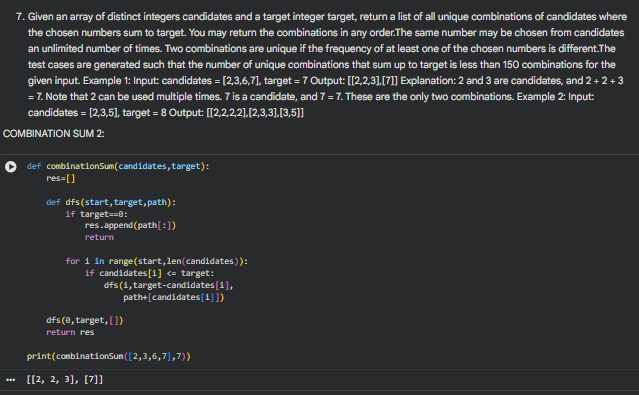 7. Given an array of distinct integers candidates and a target integer target, return a list of all unique combinations of candidates where
the chosen numbers sum to target. You may return the combinations in any order.The same number may be chosen from candidates
an unlimited number of times. Two combinations are unique if the frequency of at least one of the chosen numbers is different.The
test cases are generated such that the number of unique combinations that sum up to target is less than 150 combinations for the
given input. Example 1: Input: candidates = [2,3,6,7], target = 7 Output: [[2,2,3],[7]] Explanation: 2 and 3 are candidates, and 2 + 2 + 3
= 7. Note that 2 can be used multiple times. 7 is a candidate, and 7 = 7. These are the only two combinations. Example 2: Input:
candidates = [2,3,5], target = 8 Output: [[2,2,2,2],[2,3,3],[3,5]]
COMBINATION SUM 2:
def combinationSum(candidates,target):
    res=[]

    def dfs(start,target,path):
        if target==0:
            res.append(path[:])
            return

        for i in range(start,len(candidates)):
            if candidates[i] <= target:
                dfs(i,target-candidates[i],
                    path+[candidates[i]])

    dfs(0,target,[])
    return res

print(combinationSum([2,3,6,7],7))
... [[2, 2, 3], [7]]